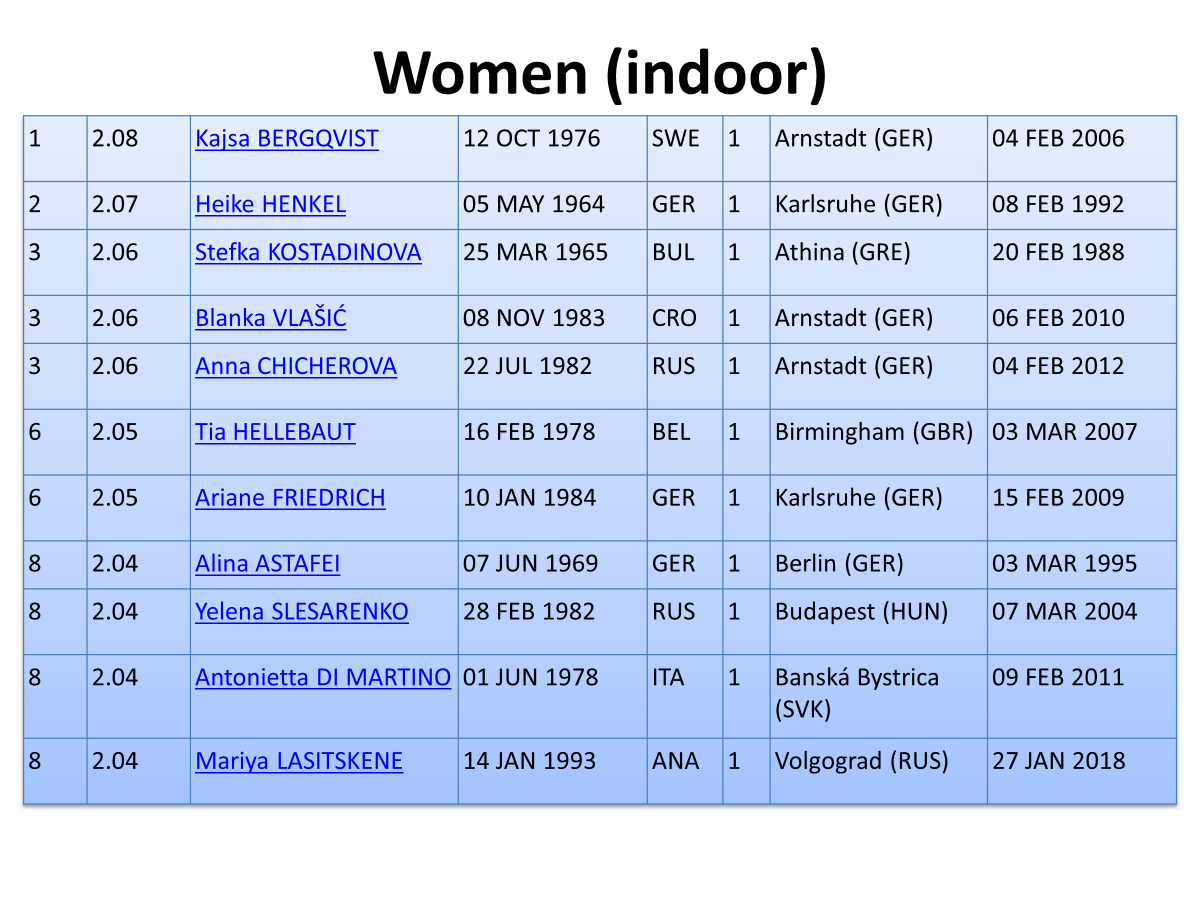 Women (indoor)
1 2.08 Kajsa BERGQVIST 12 OCT 1976 SWE 1 Arnstadt (GER) 04 FEB 2006
2 2.07 Heike HENKEL 05 MAY 1964 GER 1 Karlsruhe (GER) 08 FEB 1992
3 2.06 Stefka KOSTADINOVA 25 MAR 1965 BUL 1 Athina (GRE) 20 FEB 1988
3 2.06 Blanka VLAŠIĆ 08 NOV 1983 CRO 1 Arnstadt (GER) 06 FEB 2010
3 2.06 Anna CHICHEROVA 22 JUL 1982 RUS 1 Arnstadt (GER) 04 FEB 2012
6 2.05 Tia HELLEBAUT 16 FEB 1978 BEL 1 Birmingham (GBR) 03 MAR 2007
6 2.05 Ariane FRIEDRICH 10 JAN 1984 GER 1 Karlsruhe (GER) 15 FEB 2009
8 2.04 Alina ASTAFEI 07 JUN 1969 GER 1 Berlin (GER) 03 MAR 1995
8 2.04 Yelena SLESARENKO 28 FEB 1982 RUS 1 Budapest (HUN) 07 MAR 2004
8 2.04 Antonietta DI MARTINO 01 JUN 1978 ITA 1 Banská Bystrica 09 FEB 2011
(SVK)
8 2.04 Mariya LASITSKENE 14 JAN 1993 ANA 1 Volgograd (RUS) 27 JAN 2018